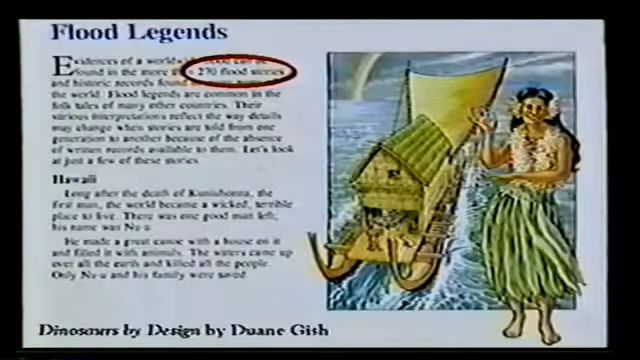 Flood Legends
Evidences of a worldwide flood can be
found in the more than 270 flood stories
and historic records found
the world. Flood legends are common in the
folk tales of many other countries. Their
various interpretations reflect the way details
may change when stories are told from one
generation to another because of the absence
of written records available to them. Let's look
at just a few of these stories.
Hawaii
Long after the death of Kuniihonna, the
first man, the world became a wicked, terrible
place to live. There was one good man left;
his name was Nu-u.
He made a great canoe with a house on it
and filled it with animals. The waters came up
over all the earth and killed all the people.
Only Nu-u and his family were saved.
Dinosaurs by Design by Duane Gish